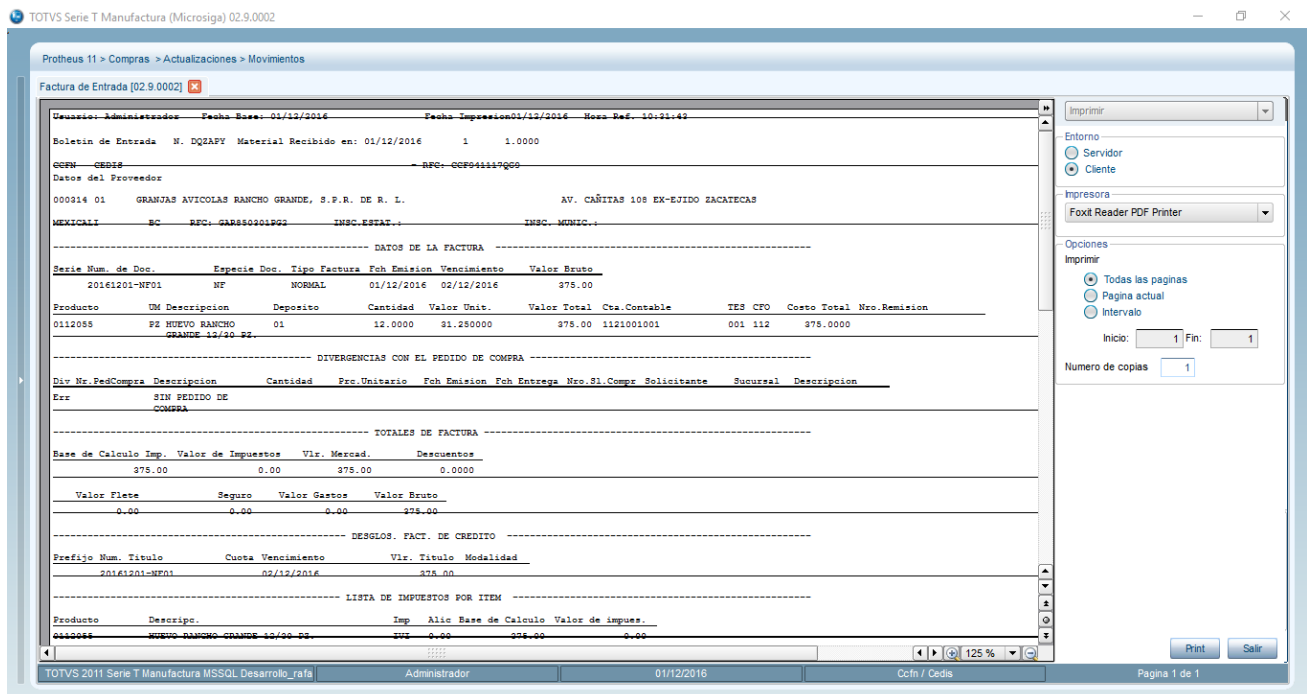 TOTVS Serie T Manufactura (Microsiga) 02.9.0002
Protheus 11 > Compras > Actualizaciones > Movimientos
Factura de Entrada [02.9.0002]
Usuario: Administrador Fecha Base: 01/12/2016 Fecha Impresion01/12/2016 Hora Ref. 10:31:43
Boletin de Entrada N. DQZAPY Material Recibido en: 01/12/2016 1 1.0000
CCFN CEDIS - RFC: CCF941117QG9
Datos del Proveedor
000314 01 GRANJAS AVICOLAS RANCHO GRANDE, S.P.R. DE R. L. AV. CAÑITAS 108 EX-EJIDO ZACATECAS
MEXICALI BC RFC: GAR850301PG2 INSC.ESTAT.: INSC. MUNIC.:
DATOS DE LA FACTURA
Serie Num. de Doc. Especie Doc. Tipo Factura Fch Emision Vencimiento Valor Bruto
20161201-NF01 NF NORMAL 01/12/2016 02/12/2016 375.00
Producto UM Descripcion Deposito Cantidad Valor Unit. Valor Total Cta.Contable TES CFO Costo Total Nro.Remision
0112055 PZ HUEVO RANCHO 01 12.0000 31.250000 375.00 1121001001 001 112 375.0000
GRANDE 12/30 PZ.
DIVERGENCIAS CON EL PEDIDO DE COMPRA
Div Nr.PedCompra Descripcion Cantidad Prc.Unitario Fch Emision Fch Entrega Nro.Sl.Compr Solicitante Sucursal Descripcion
Err SIN PEDIDO DE
COMPRA
TOTALES DE FACTURA
Base de Calculo Imp. Valor de Impuestos Vlr. Mercad. Descuentos
375.00 0.00 375.00 0.0000
Valor Flete Seguro Valor Gastos Valor Bruto
0.00 0.00 0.00 375.00
DESGLOS. FACT. DE CREDITO
Prefijo Num. Titulo Cuota Vencimiento Vlr. Titulo Modalidad
20161201-NF01 02/12/2016 375.00
LISTA DE IMPUESTOS POR ITEM
Producto Descripc. Imp Alic Base de Calculo Valor de impues.
0112055 HUEVO RANCHO GRANDE 12/30 PZ. IVI 0.00 375.00 0.00
Imprimir
Entorno
Servidor
Cliente
Impresora
Foxit Reader PDF Printer
Opciones
Imprimir
Todas las paginas
Pagina actual
Intervalo
Inicio: 1 Fin: 1
Numero de copias 1
125 %
Print Salir
TOTVS 2011 Serie T Manufactura MSSQL Desarrollo_rafa Administrador 01/12/2016 Ccfn / Cedis Pagina 1 de 1